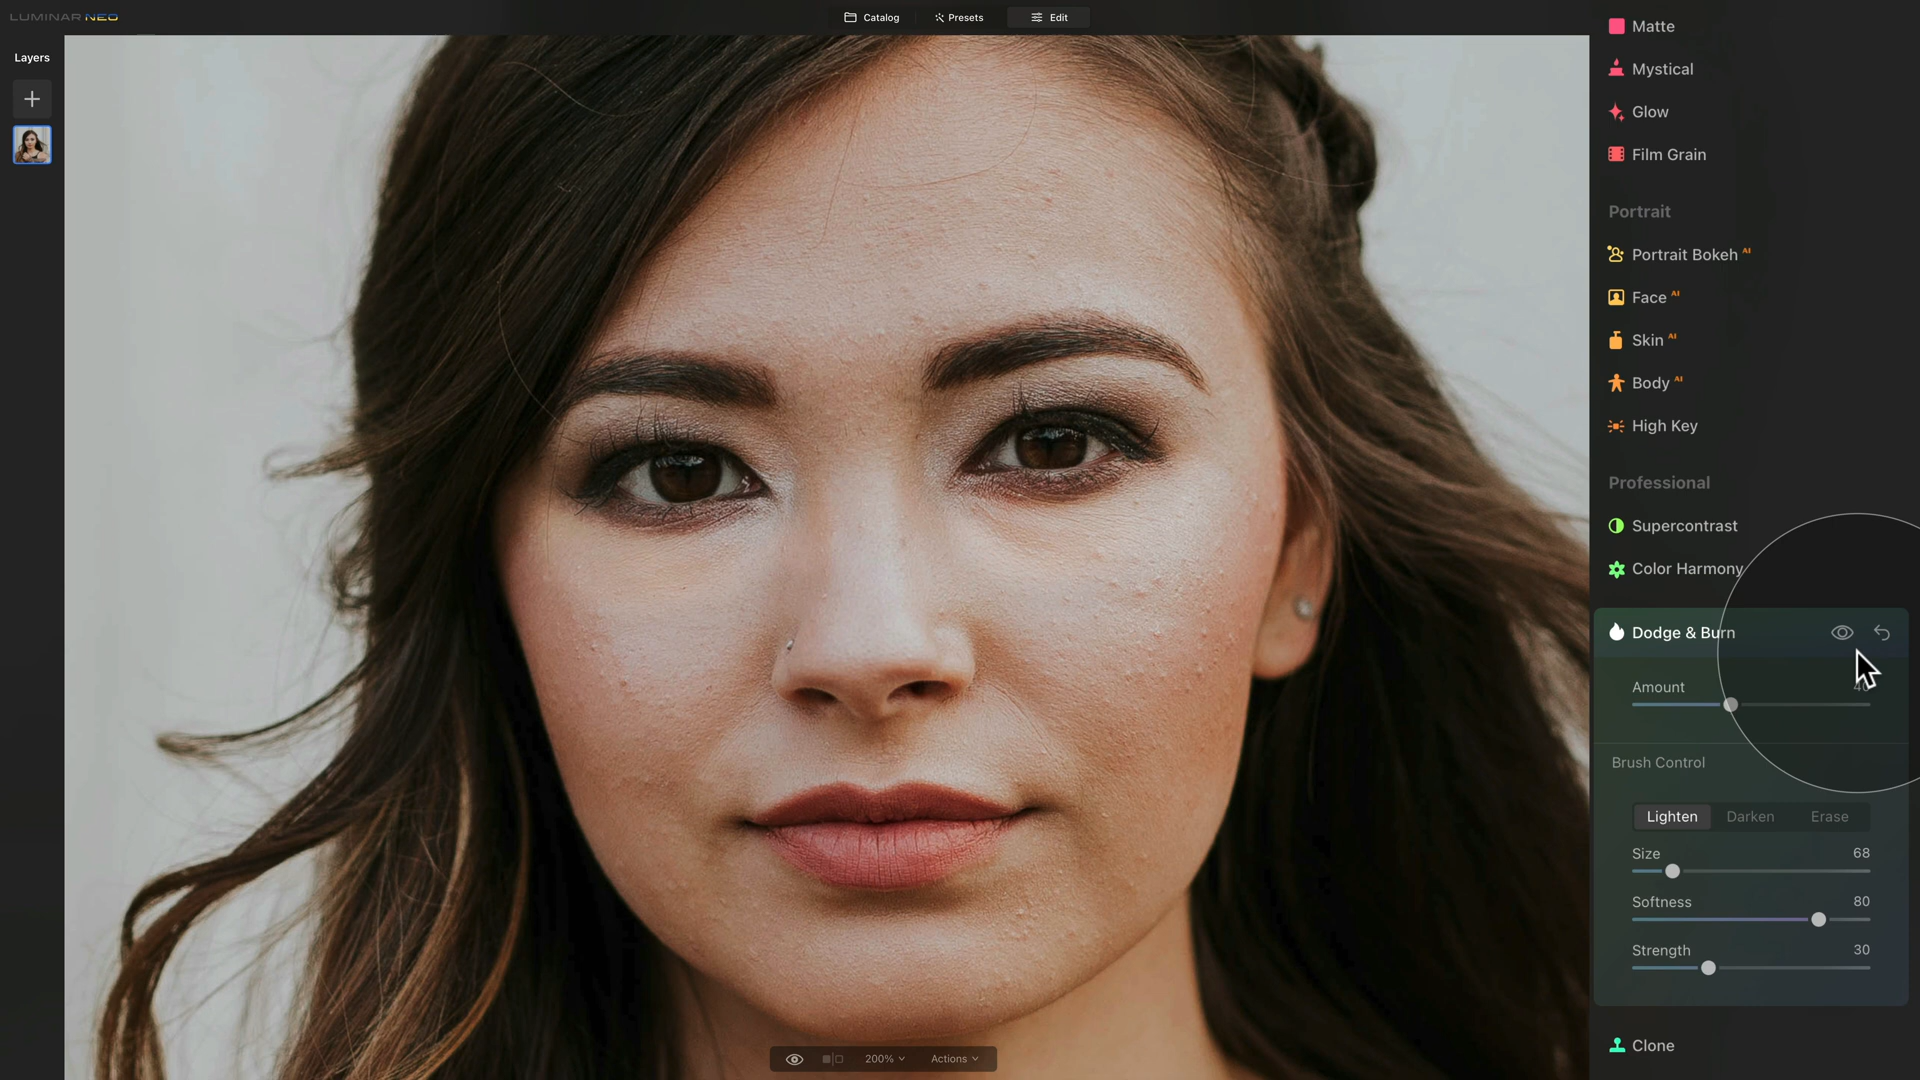 LUMINAR NEO
Catalog
Presets
Edit
Layers
Matte
Mystical
Glow
Film Grain
Portrait
Portrait Bokeh AI
Face AI
Skin AI
Body AI
High Key
Professional
Supercontrast
Color Harmony
Dodge & Burn
Amount
Brush Control
Lighten Darken Erase
Size 68
Softness 80
Strength 30
Clone
200% Actions